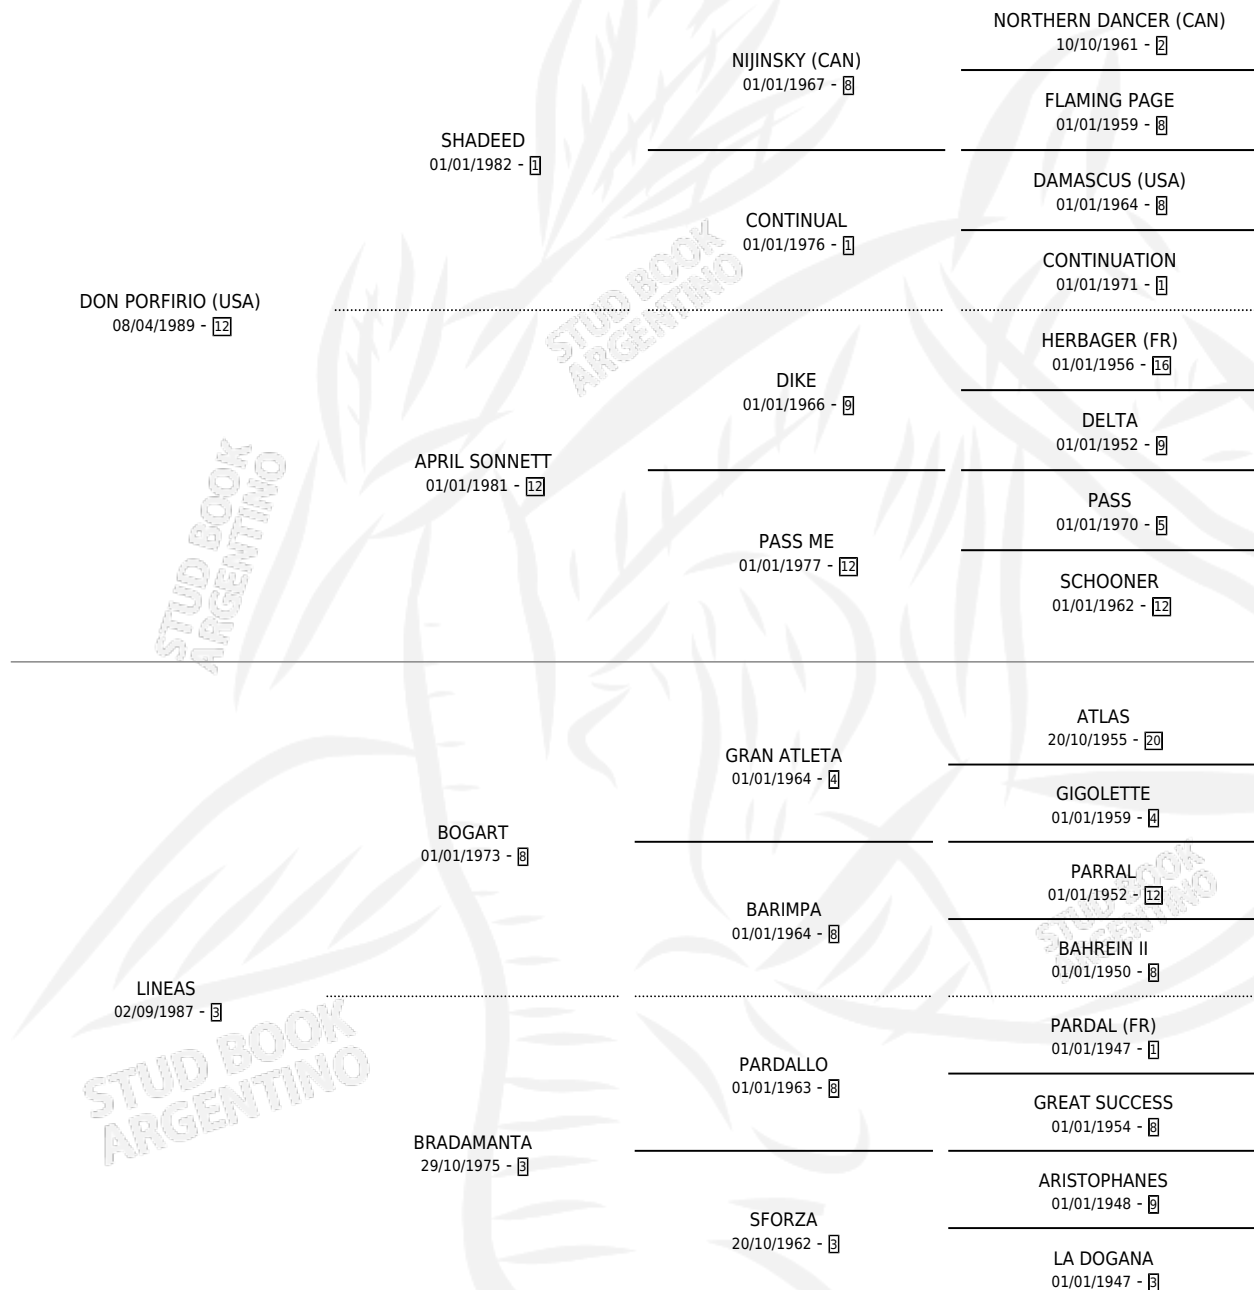 NORTHERN DANCER (CAN)
10/10/1961 - 2
NIJINSKY (CAN)
01/01/1967 - 8
FLAMING PAGE
01/01/1959 - 8
SHADEED
01/01/1982 - 1
DAMASCUS (USA)
01/01/1964 - 8
CONTINUAL
01/01/1976 - 1
CONTINUATION
01/01/1971 - 1
DON PORFIRIO (USA)
08/04/1989 - 12
HERBAGER (FR)
01/01/1956 - 16
DIKE
01/01/1966 - 9
DELTA
01/01/1952 - 9
APRIL SONNETT
01/01/1981 - 12
PASS
01/01/1970 - 5
PASS ME
01/01/1977 - 12
SCHOONER
01/01/1962 - 12
STUD BOOK
ARGENTINO
STUD BOOK
ARGENTINO
ATLAS
20/10/1955 - 20
GRAN ATLETA
01/01/1964 - 4
GIGOLETTE
01/01/1959 - 4
BOGART
01/01/1973 - 8
PARRAL
01/01/1952 - 12
BARIMPA
01/01/1964 - 8
BAHREIN II
01/01/1950 - 8
LINEAS
02/09/1987 - 3
PARDAL (FR)
01/01/1947 - 1
PARDALLO
01/01/1963 - 8
GREAT SUCCESS
01/01/1954 - 8
BRADAMANTA
29/10/1975 - 3
ARISTOPHANES
01/01/1948 - 9
SFORZA
20/10/1962 - 3
LA DOGANA
01/01/1947 - 3
STUD BOOK
ARGENTINO
STUD BOOK
ARGENTINO